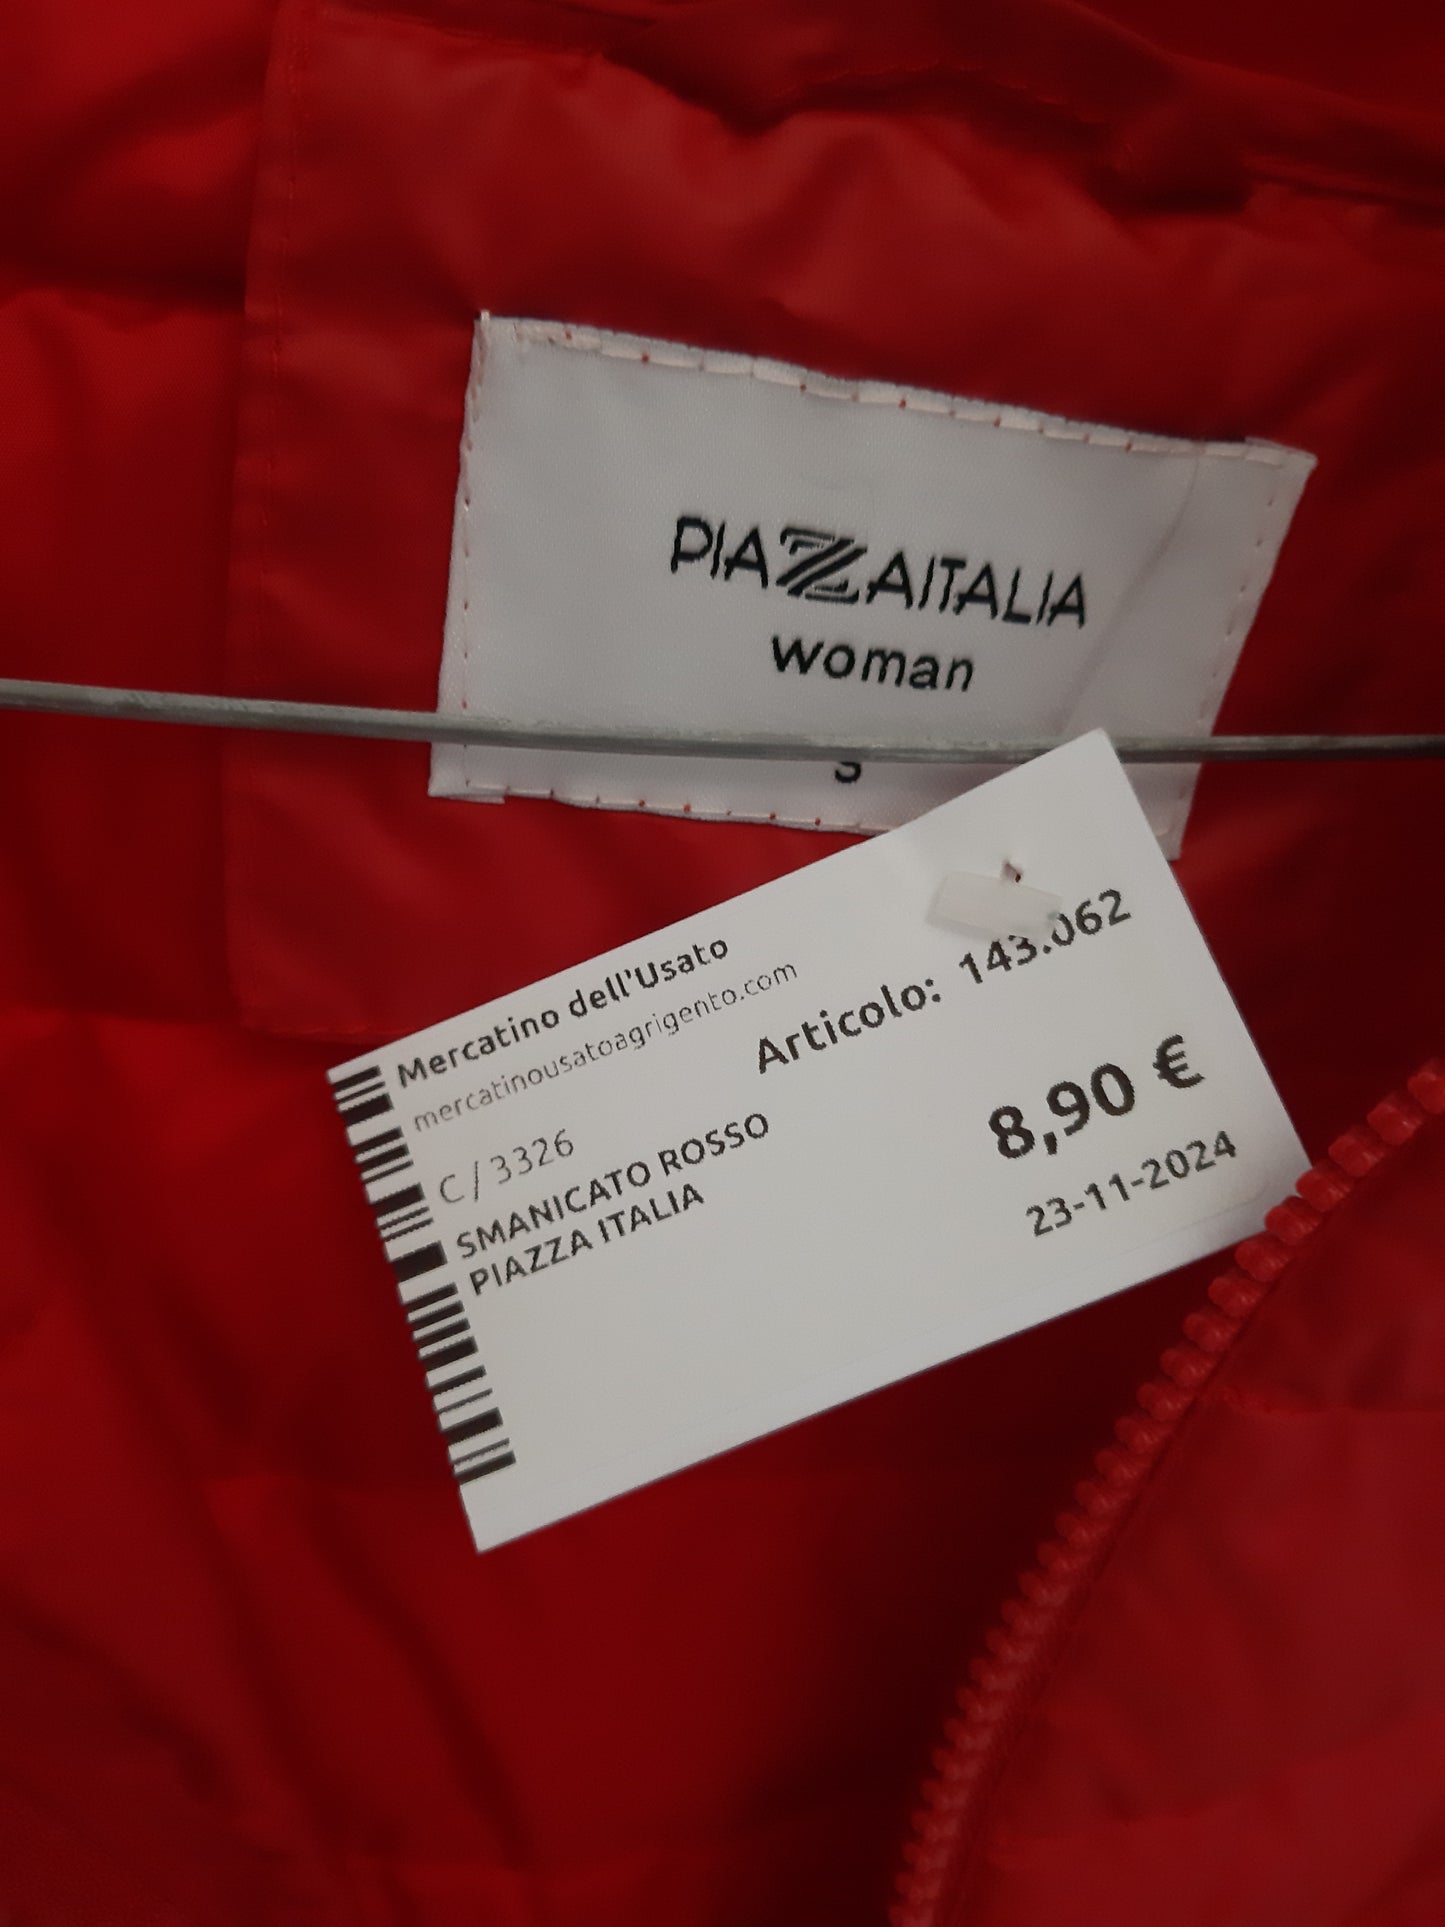 PIAZZAITALIA
woman
S
Mercatino dell'Usato
mercatinousatoagrigento.com
Articolo: 143.062
C/3326
8,90 €
SMANICATO ROSSO
PIAZZA ITALIA
23-11-2024